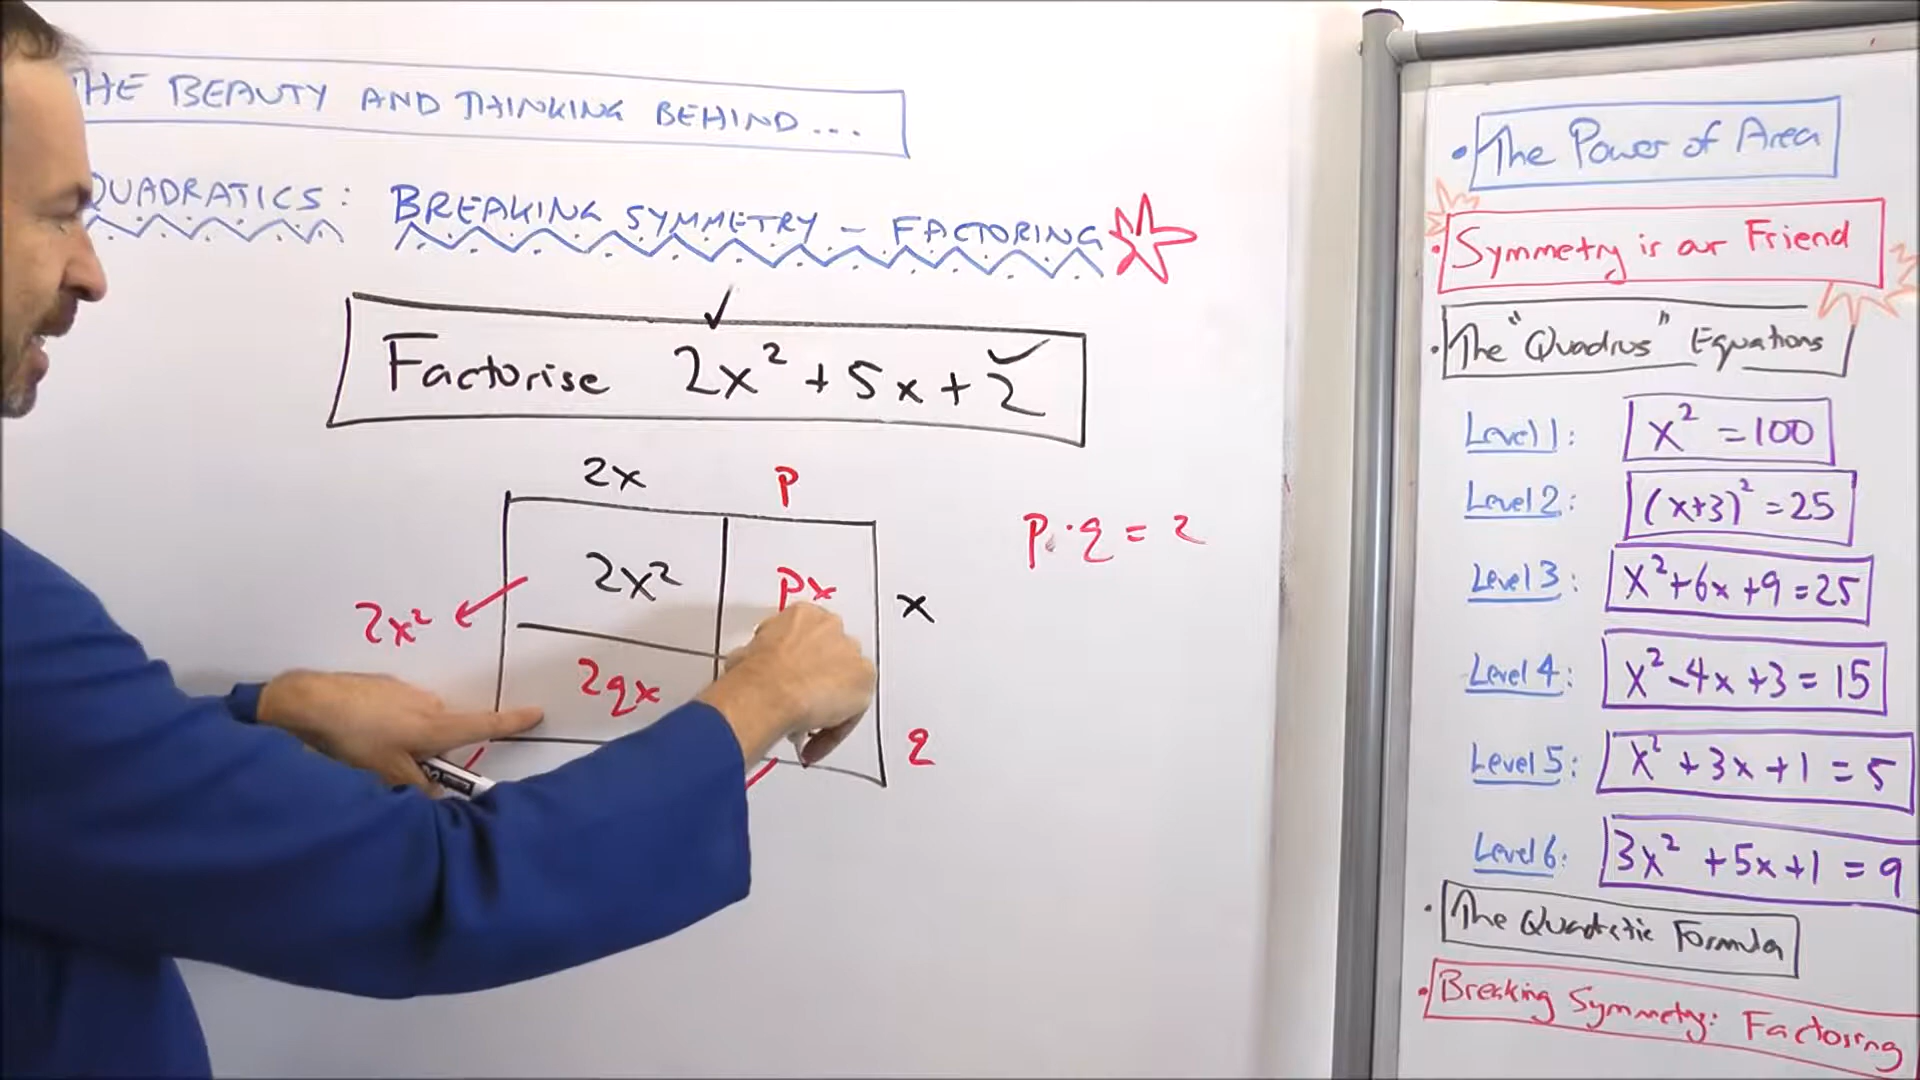 THE BEAUTY AND THINKING BEHIND...
QUADRATICS: BREAKING SYMMETRY - FACTORING
Factorise 2x² + 5x + 2
2x
P
2x²
px
x
2x²
2qx
q
p·q = 2
• The Power of Area
• Symmetry is our Friend
• The "Quadrus" Equations
Level 1: x² = 100
Level 2: (x+3)² = 25
Level 3: x²+6x+9=25
Level 4: x²-4x+3=15
Level 5: x²+3x+1=5
Level 6: 3x²+5x+1=9
• The Quadratic Formula
• Breaking Symmetry: Factoring